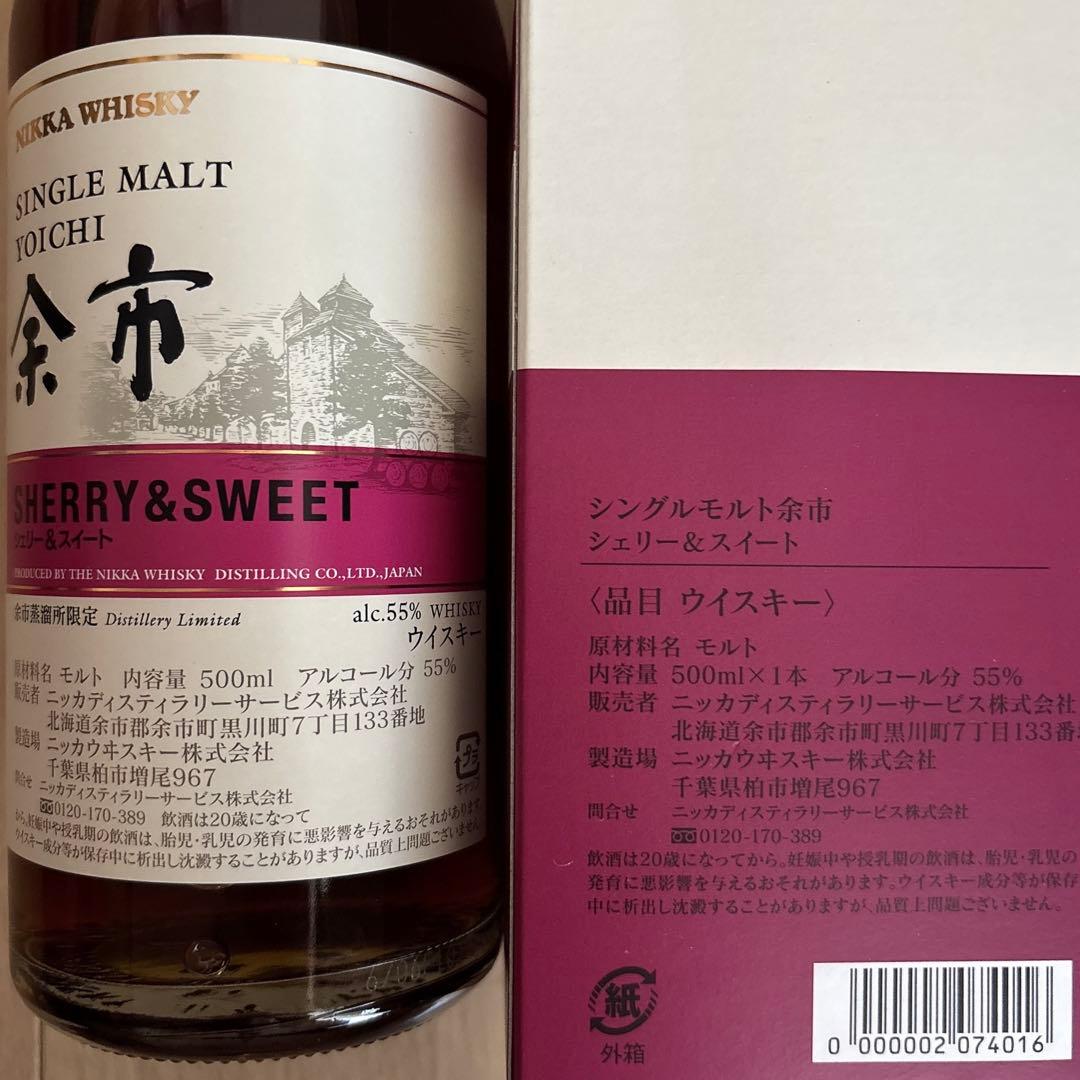 NIKKA WHISKY
SINGLE MALT
YOICHI
余市
SHERRY&SWEET
シェリー&スイート
PRODUCED BY THE NIKKA WHISKY DISTILLING CO.,LTD.,JAPAN
余市蒸溜所限定 Distillery Limited
alc.55% WHISKY
ウイスキー
原材料名 モルト 内容量 500ml アルコール分 55%
販売者 ニッカディスティラリーサービス株式会社
北海道余市郡余市町黒川町7丁目133番地
製造場 ニッカウヰスキー株式会社
千葉県柏市増尾967
問合せ ニッカディスティラリーサービス株式会社
0120-170-389 飲酒は20歳になって
から。妊娠中や授乳期の飲酒は、胎児・乳児の発育に悪影響を与えるおそれがあります。
ウイスキー成分等が保存中に析出し沈澱することがありますが、品質上問題ございません。
プラ
キャップ
シングルモルト余市
シェリー&スイート
〈品目 ウイスキー〉
原材料名 モルト
内容量 500ml×1本 アルコール分 55%
販売者 ニッカディスティラリーサービス株式会社
北海道余市郡余市町黒川町7丁目133番
製造場 ニッカウヰスキー株式会社
千葉県柏市増尾967
問合せ ニッカディスティラリーサービス株式会社
0120-170-389
飲酒は20歳になってから。妊娠中や授乳期の飲酒は、胎児・乳児の
発育に悪影響を与えるおそれがあります。ウイスキー成分等が保存
中に析出し沈澱することがありますが、品質上問題ございません。
紙
外箱
0 000002 074016